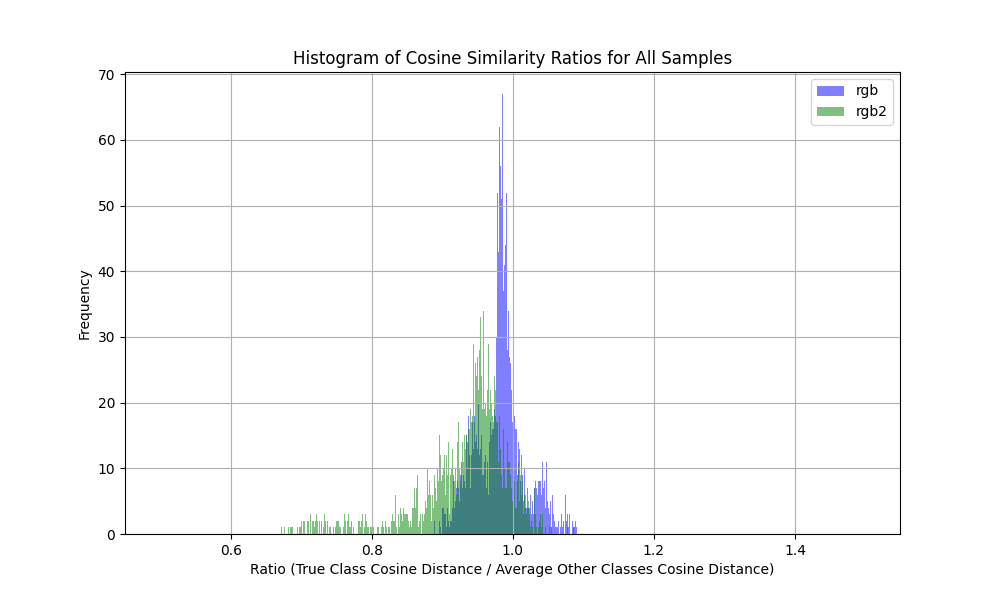 Histogram of Cosine Similarity Ratios for All Samples
70
60
50
40
30
20
10
0
Frequency
rgb
rgb2
0.6 0.8 1.0 1.2 1.4
Ratio (True Class Cosine Distance / Average Other Classes Cosine Distance)